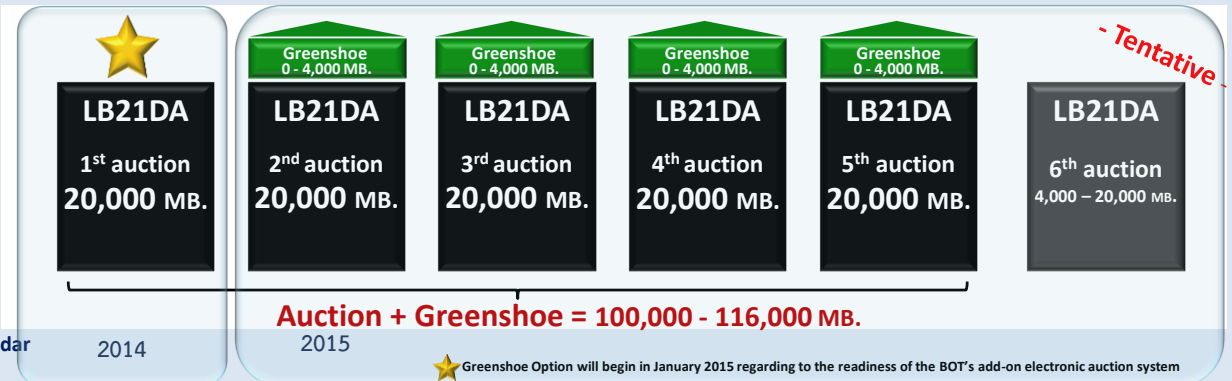 Greenshoe
0 - 4,000 MB.
Greenshoe
0 - 4,000 MB.
Greenshoe
0 - 4,000 MB.
Greenshoe
0 - 4,000 MB.
- Tentative -
LB21DA
1st auction
20,000 MB.
LB21DA
2nd auction
20,000 MB.
LB21DA
3rd auction
20,000 MB.
LB21DA
4th auction
20,000 MB.
LB21DA
5th auction
20,000 MB.
LB21DA
6th auction
4,000 – 20,000 MB.
Auction + Greenshoe = 100,000 - 116,000 MB.
dar
2014
2015
Greenshoe Option will begin in January 2015 regarding to the readiness of the BOT's add-on electronic auction system